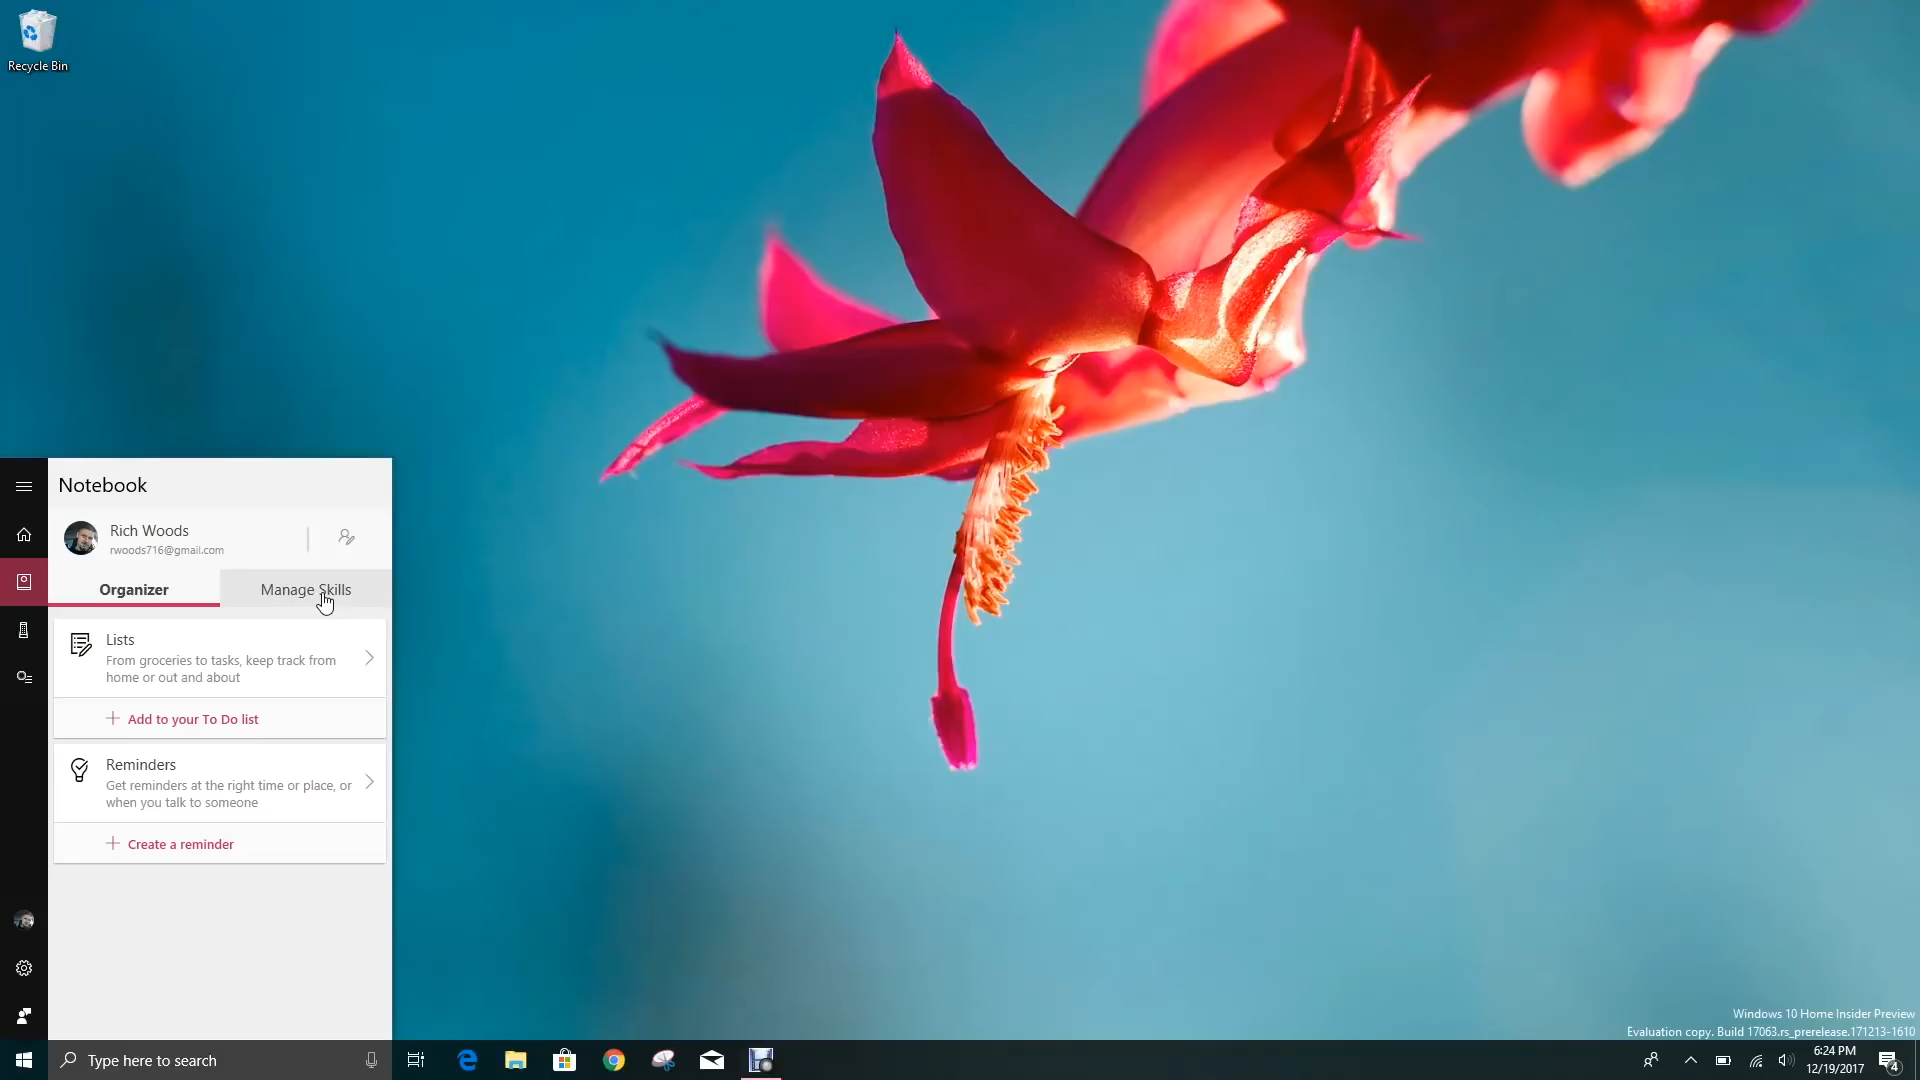 Recycle Bin
Notebook
Rich Woods
rwoods716@gmail.com
Organizer
Manage Skills
Lists
From groceries to tasks, keep track from
home or out and about
Add to your To Do list
Reminders
Get reminders at the right time or place, or
when you talk to someone
Create a reminder
Windows 10 Home Insider Preview
Evaluation copy. Build 17063.rs_prerelease.171213-1610
Type here to search
6:24 PM
12/19/2017
4